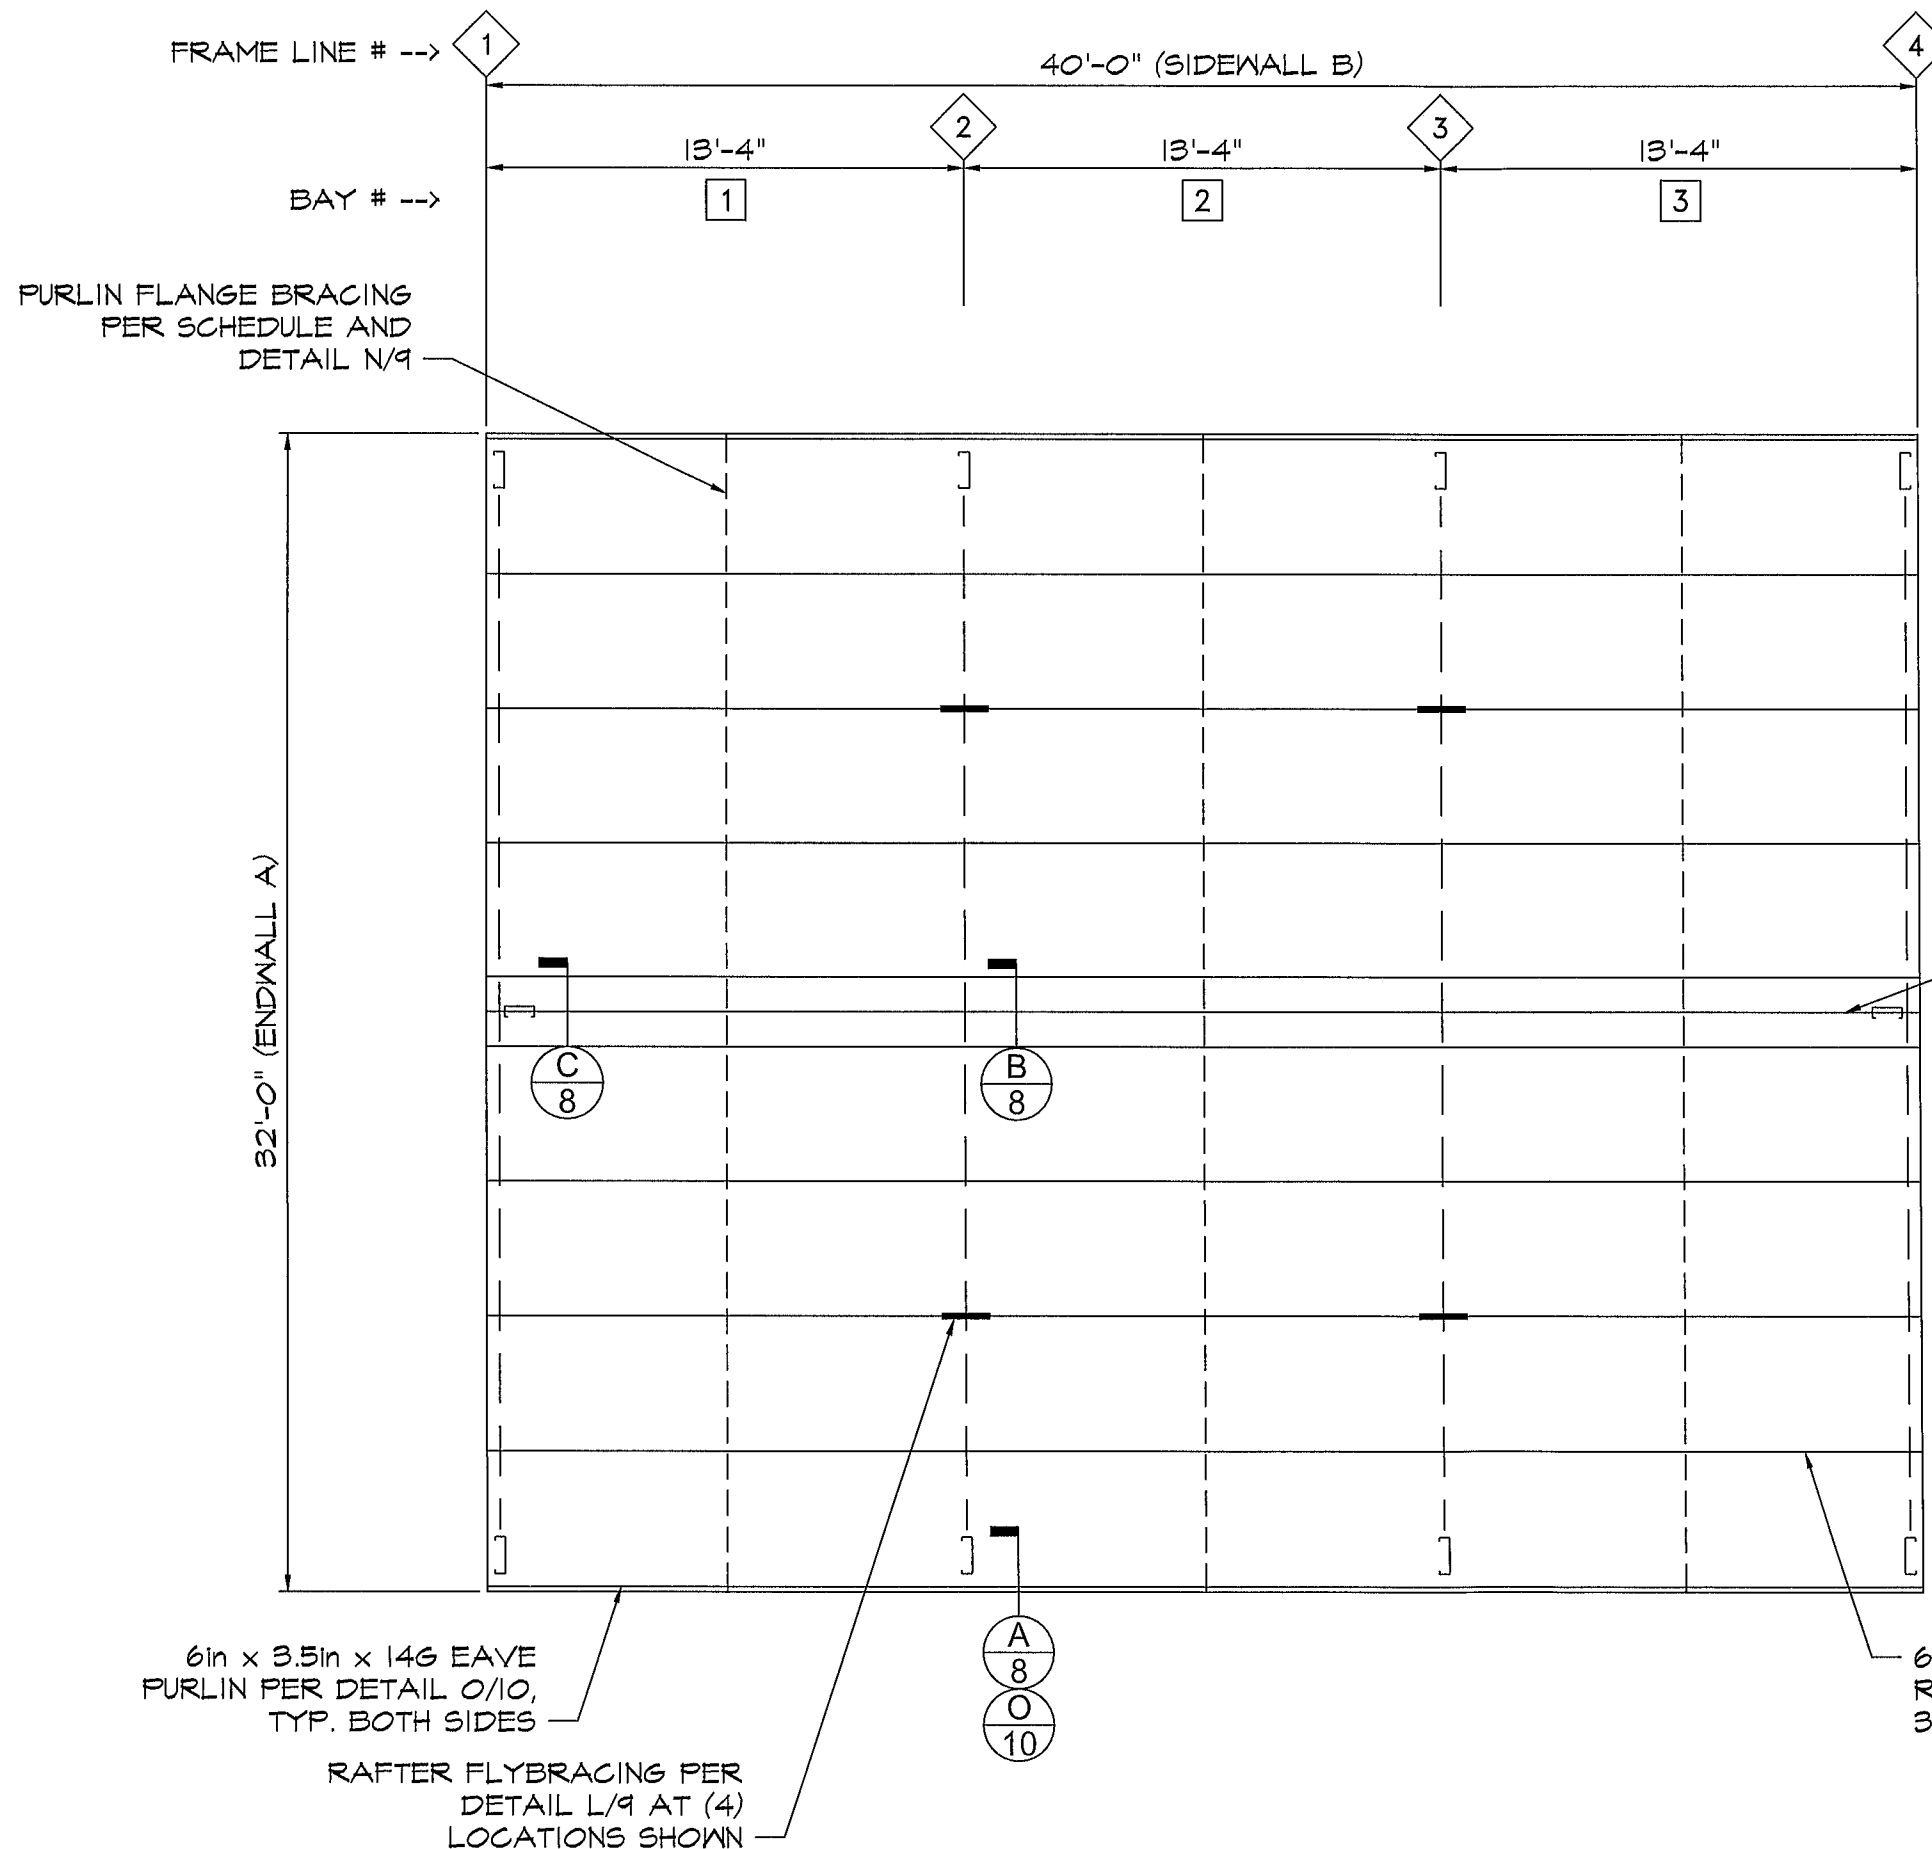 FRAME LINE # -->
1
4
40'-0" (SIDEWALL B)
2
3
13'-4"
13'-4"
13'-4"
BAY # -->
1
2
3
PURLIN FLANGE BRACING
PER SCHEDULE AND
DETAIL N/9
32'-0" (ENDWALL A)
C
8
B
8
A
8
O
10
6in x 3.5in x 14G EAVE
PURLIN PER DETAIL O/10,
TYP. BOTH SIDES
RAFTER FLYBRACING PER
DETAIL L/9 AT (4)
LOCATIONS SHOWN
6
R
3